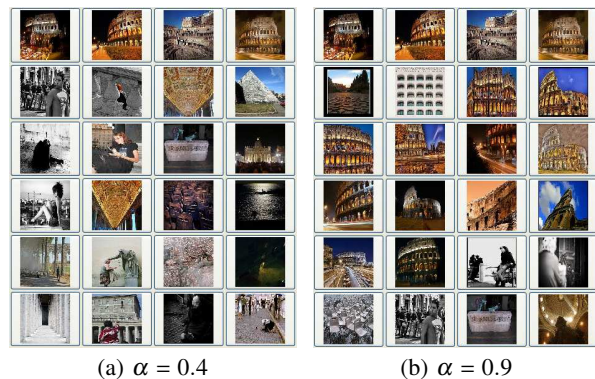 (a) α = 0.4
(b) α = 0.9